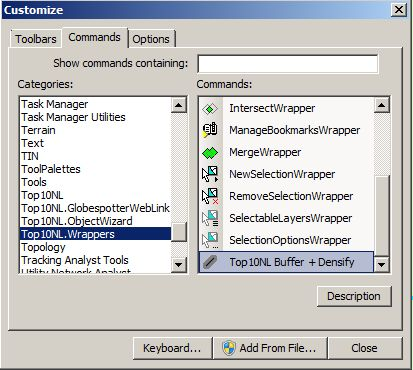 Customize
Toolbars Commands Options
Show commands containing:
Categories:
Task Manager
Task Manager Utilities
Terrain
Text
TIN
ToolPalettes
Tools
Top10NL
Top10NL.GlobespotterWebLink
Top10NL.ObjectWizard
Top10NL.Wrappers
Topology
Tracking Analyst Tools
Utility Network Analyst
Commands:
IntersectWrapper
ManageBookmarksWrapper
MergeWrapper
NewSelectionWrapper
RemoveSelectionWrapper
SelectableLayersWrapper
SelectionOptionsWrapper
Top10NL Buffer + Densify
Description
Keyboard... Add From File... Close